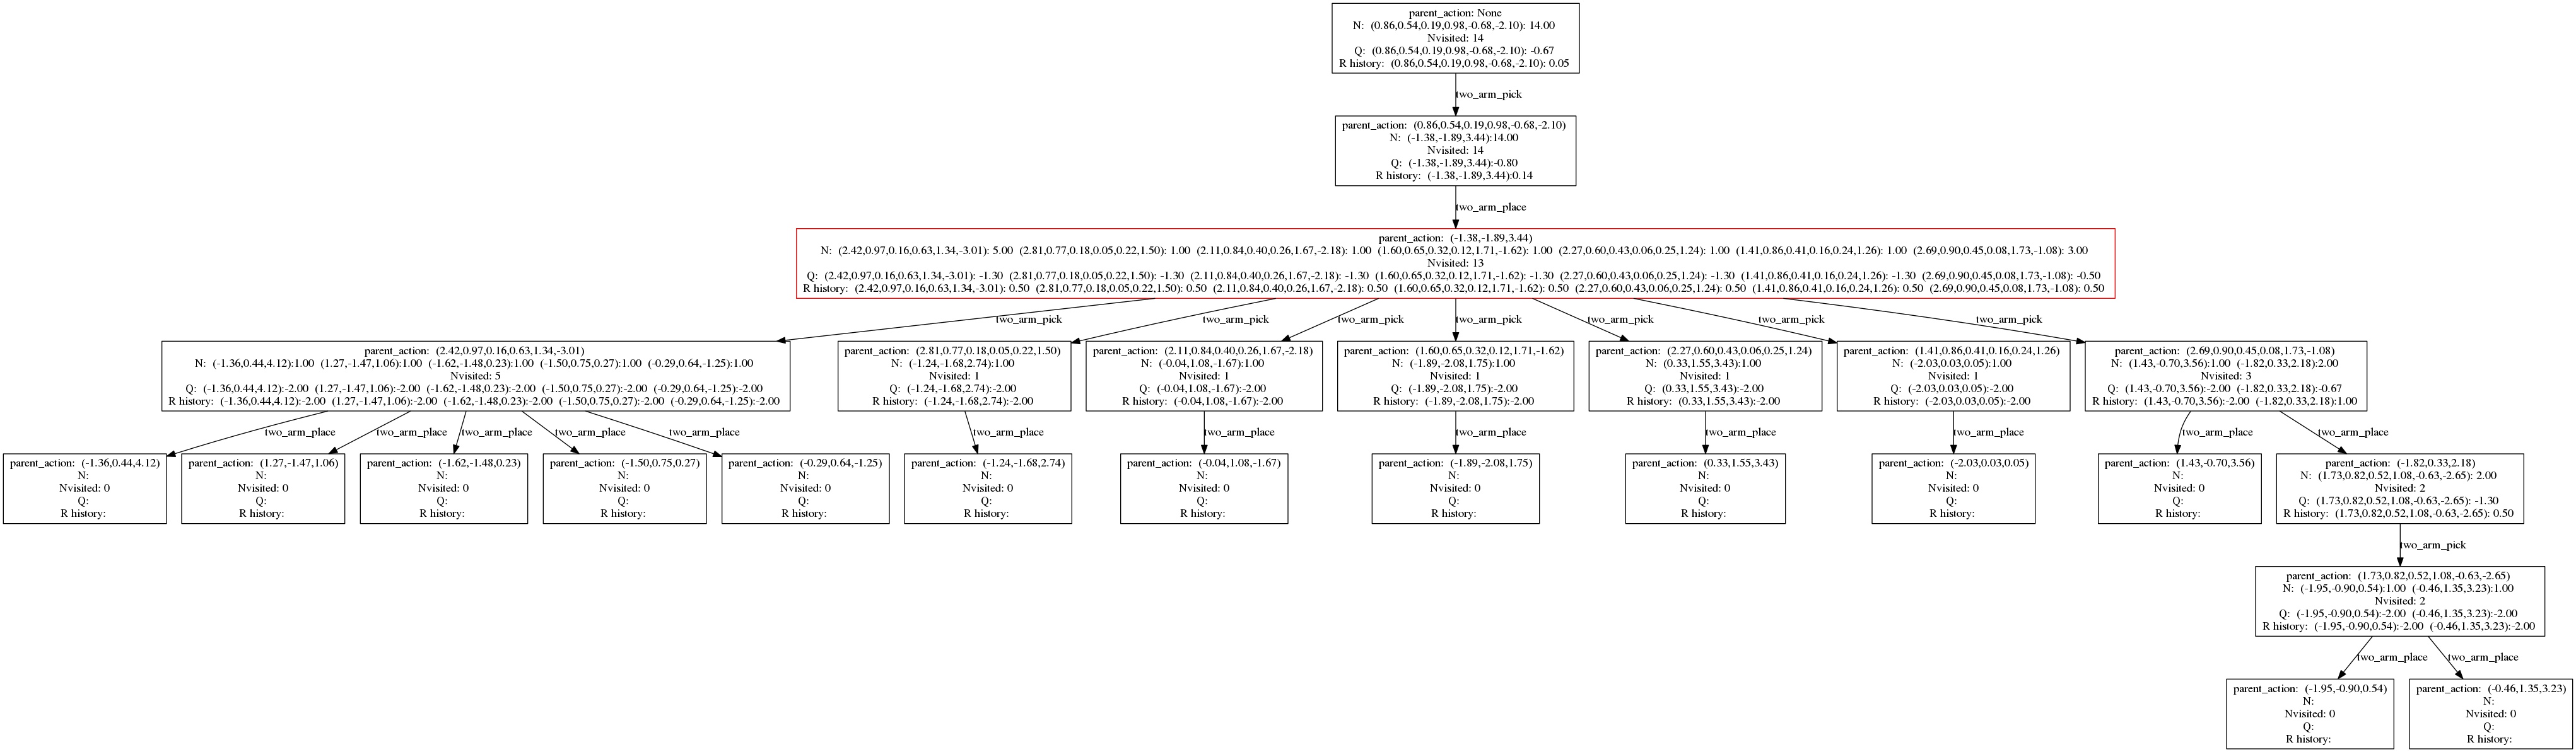 parent_action: None
N: (0.86,0.54,0.19,0.98,-0.68,-2.10): 14.00
Nvisited: 14
Q: (0.86,0.54,0.19,0.98,-0.68,-2.10): -0.67
R history: (0.86,0.54,0.19,0.98,-0.68,-2.10): 0.05
two_arm_pick
parent_action: (0.86,0.54,0.19,0.98,-0.68,-2.10)
N: (-1.38,-1.89,3.44):14.00
Nvisited: 14
Q: (-1.38,-1.89,3.44):-0.80
R history: (-1.38,-1.89,3.44):0.14
two_arm_place
parent_action: (-1.38,-1.89,3.44)
N: (2.42,0.97,0.16,0.63,1.34,-3.01): 5.00 (2.81,0.77,0.18,0.05,0.22,1.50): 1.00 (2.11,0.84,0.40,0.26,1.67,-2.18): 1.00 (1.60,0.65,0.32,0.12,1.71,-1.62): 1.00 (2.27,0.60,0.43,0.06,0.25,1.24): 1.00 (1.41,0.86,0.41,0.16,0.24,1.26): 1.00 (2.69,0.90,0.45,0.08,1.73,-1.08): 3.00
Nvisited: 13
Q: (2.42,0.97,0.16,0.63,1.34,-3.01): -1.30 (2.81,0.77,0.18,0.05,0.22,1.50): -1.30 (2.11,0.84,0.40,0.26,1.67,-2.18): -1.30 (1.60,0.65,0.32,0.12,1.71,-1.62): -1.30 (2.27,0.60,0.43,0.06,0.25,1.24): -1.30 (1.41,0.86,0.41,0.16,0.24,1.26): -1.30 (2.69,0.90,0.45,0.08,1.73,-1.08): -0.50
R history: (2.42,0.97,0.16,0.63,1.34,-3.01): 0.50 (2.81,0.77,0.18,0.05,0.22,1.50): 0.50 (2.11,0.84,0.40,0.26,1.67,-2.18): 0.50 (1.60,0.65,0.32,0.12,1.71,-1.62): 0.50 (2.27,0.60,0.43,0.06,0.25,1.24): 0.50 (1.41,0.86,0.41,0.16,0.24,1.26): 0.50 (2.69,0.90,0.45,0.08,1.73,-1.08): 0.50
two_arm_pick
two_arm_pick
two_arm_pick
two_arm_pick
two_arm_pick
two_arm_pick
two_arm_pick
parent_action: (2.42,0.97,0.16,0.63,1.34,-3.01)
N: (-1.36,0.44,4.12):1.00 (1.27,-1.47,1.06):1.00 (-1.62,-1.48,0.23):1.00 (-1.50,0.75,0.27):1.00 (-0.29,0.64,-1.25):1.00
Nvisited: 5
Q: (-1.36,0.44,4.12):-2.00 (1.27,-1.47,1.06):-2.00 (-1.62,-1.48,0.23):-2.00 (-1.50,0.75,0.27):-2.00 (-0.29,0.64,-1.25):-2.00
R history: (-1.36,0.44,4.12):-2.00 (1.27,-1.47,1.06):-2.00 (-1.62,-1.48,0.23):-2.00 (-1.50,0.75,0.27):-2.00 (-0.29,0.64,-1.25):-2.00
parent_action: (2.81,0.77,0.18,0.05,0.22,1.50)
N: (-1.24,-1.68,2.74):1.00
Nvisited: 1
Q: (-1.24,-1.68,2.74):-2.00
R history: (-1.24,-1.68,2.74):-2.00
parent_action: (2.11,0.84,0.40,0.26,1.67,-2.18)
N: (-0.04,1.08,-1.67):1.00
Nvisited: 1
Q: (-0.04,1.08,-1.67):-2.00
R history: (-0.04,1.08,-1.67):-2.00
parent_action: (1.60,0.65,0.32,0.12,1.71,-1.62)
N: (-1.89,-2.08,1.75):1.00
Nvisited: 1
Q: (-1.89,-2.08,1.75):-2.00
R history: (-1.89,-2.08,1.75):-2.00
parent_action: (2.27,0.60,0.43,0.06,0.25,1.24)
N: (0.33,1.55,3.43):1.00
Nvisited: 1
Q: (0.33,1.55,3.43):-2.00
R history: (0.33,1.55,3.43):-2.00
parent_action: (1.41,0.86,0.41,0.16,0.24,1.26)
N: (-2.03,0.03,0.05):1.00
Nvisited: 1
Q: (-2.03,0.03,0.05):-2.00
R history: (-2.03,0.03,0.05):-2.00
parent_action: (2.69,0.90,0.45,0.08,1.73,-1.08)
N: (1.43,-0.70,3.56):1.00 (-1.82,0.33,2.18):2.00
Nvisited: 3
Q: (1.43,-0.70,3.56):-2.00 (-1.82,0.33,2.18):-0.67
R history: (1.43,-0.70,3.56):-2.00 (-1.82,0.33,2.18):1.00
two_arm_place
two_arm_place
two_arm_place
two_arm_place
two_arm_place
two_arm_place
two_arm_place
two_arm_place
two_arm_place
two_arm_place
two_arm_place
two_arm_place
parent_action: (-1.36,0.44,4.12)
N:
Nvisited: 0
Q:
R history:
parent_action: (1.27,-1.47,1.06)
N:
Nvisited: 0
Q:
R history:
parent_action: (-1.62,-1.48,0.23)
N:
Nvisited: 0
Q:
R history:
parent_action: (-1.50,0.75,0.27)
N:
Nvisited: 0
Q:
R history:
parent_action: (-0.29,0.64,-1.25)
N:
Nvisited: 0
Q:
R history:
parent_action: (-1.24,-1.68,2.74)
N:
Nvisited: 0
Q:
R history:
parent_action: (-0.04,1.08,-1.67)
N:
Nvisited: 0
Q:
R history:
parent_action: (-1.89,-2.08,1.75)
N:
Nvisited: 0
Q:
R history:
parent_action: (0.33,1.55,3.43)
N:
Nvisited: 0
Q:
R history:
parent_action: (-2.03,0.03,0.05)
N:
Nvisited: 0
Q:
R history:
parent_action: (1.43,-0.70,3.56)
N:
Nvisited: 0
Q:
R history:
parent_action: (-1.82,0.33,2.18)
N: (1.73,0.82,0.52,1.08,-0.63,-2.65): 2.00
Nvisited: 2
Q: (1.73,0.82,0.52,1.08,-0.63,-2.65): -1.30
R history: (1.73,0.82,0.52,1.08,-0.63,-2.65): 0.50
two_arm_pick
parent_action: (1.73,0.82,0.52,1.08,-0.63,-2.65)
N: (-1.95,-0.90,0.54):1.00 (-0.46,1.35,3.23):1.00
Nvisited: 2
Q: (-1.95,-0.90,0.54):-2.00 (-0.46,1.35,3.23):-2.00
R history: (-1.95,-0.90,0.54):-2.00 (-0.46,1.35,3.23):-2.00
two_arm_place
two_arm_place
parent_action: (-1.95,-0.90,0.54)
N:
Nvisited: 0
Q:
R history:
parent_action: (-0.46,1.35,3.23)
N:
Nvisited: 0
Q:
R history: